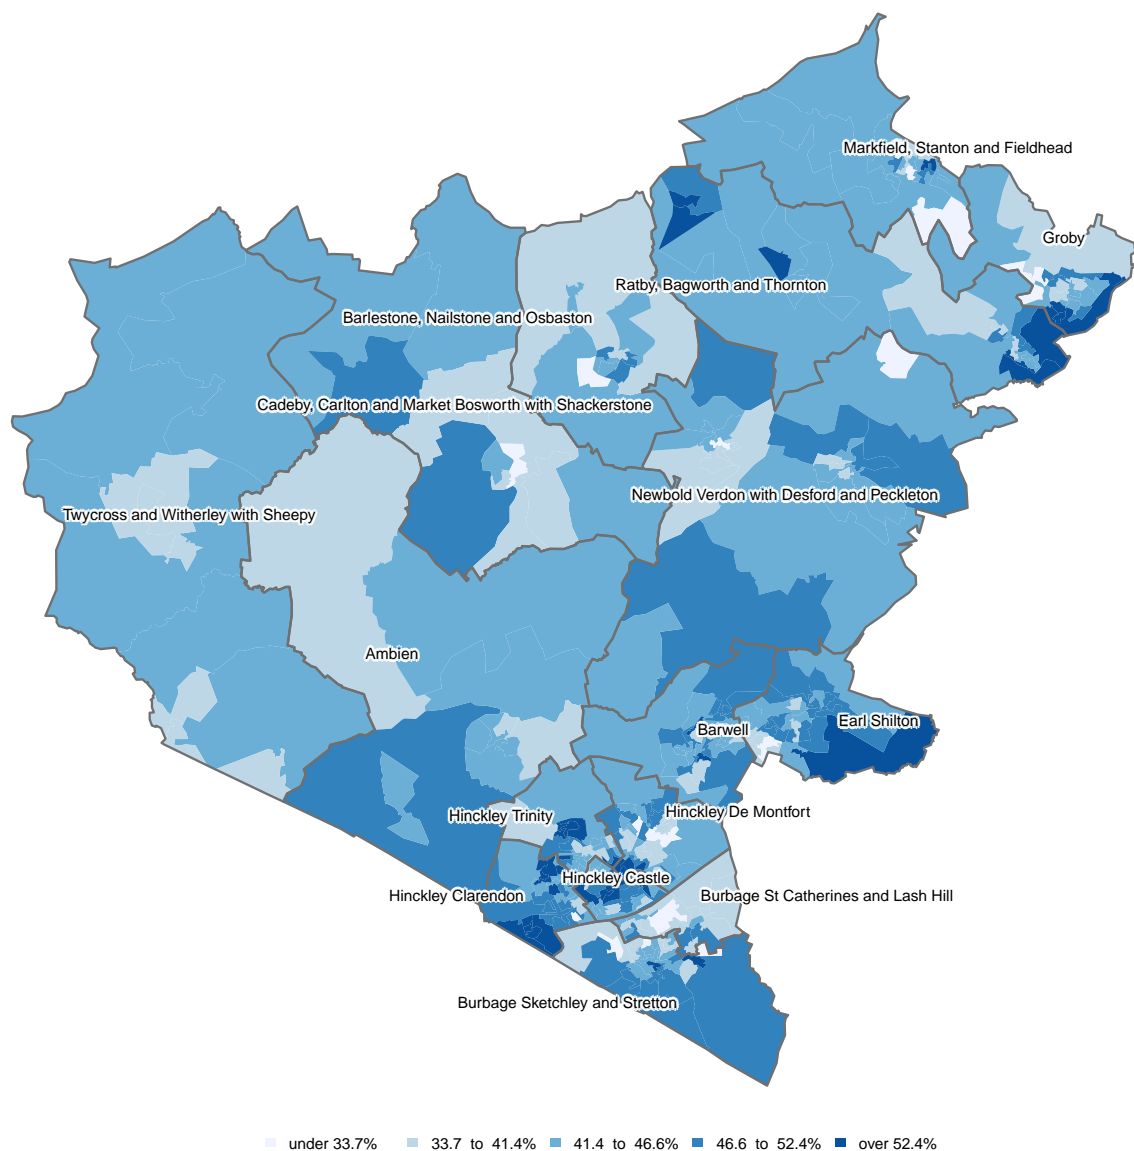 Markfield, Stanton and Fieldhead
Groby
Ratby, Bagworth and Thornton
Barlestone, Nailstone and Osbaston
Cadeby, Carlton and Market Bosworth with Shackerstone
Newbold Verdon with Desford and Peckleton
Twycross and Witherley with Sheepy
Ambien
Earl Shilton
Barwell
Hinckley De Montfort
Hinckley Trinity
Hinckley Castle
Hinckley Clarendon
Burbage St Catherines and Lash Hill
Burbage Sketchley and Stretton
under 33.7% 33.7 to 41.4% 41.4 to 46.6% 46.6 to 52.4% over 52.4%